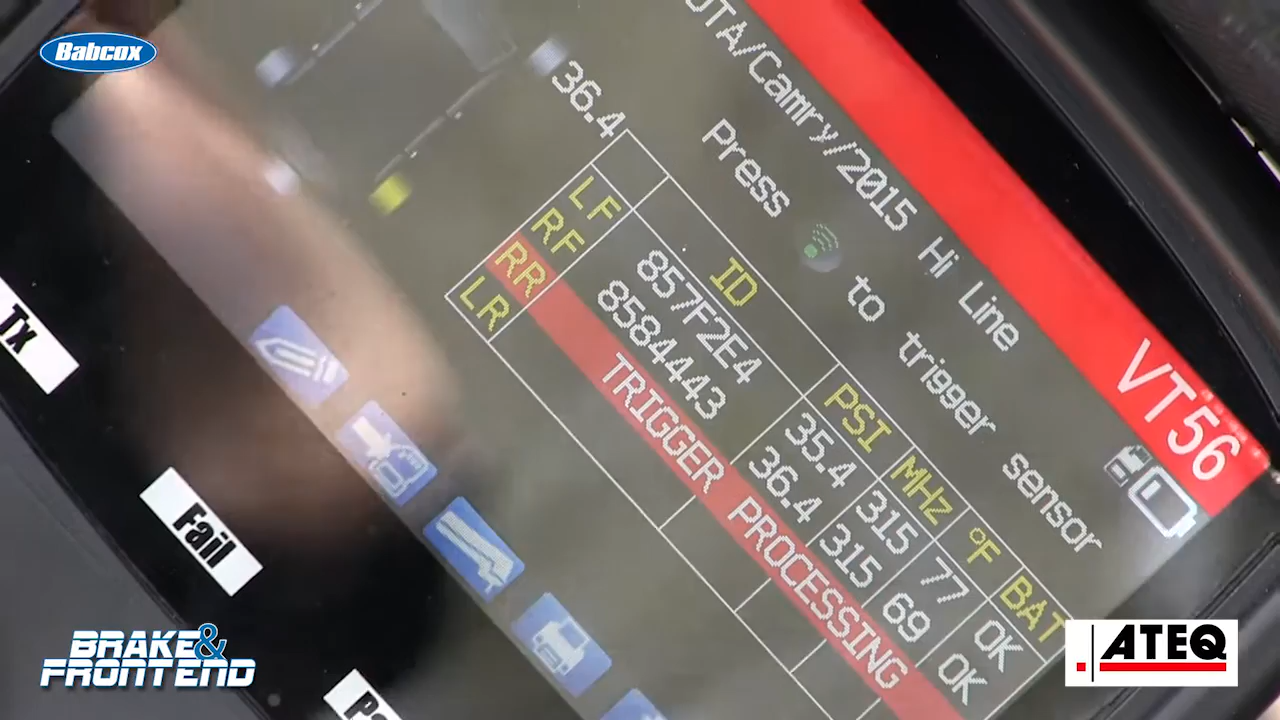 Babcox
VT56
OTA/Camry/2015 Hi Line
Press to trigger sensor
36.4
ID PSI MHz °F BAT
LF 857F2E4 35.4 315 77 OK
RF 8584443 36.4 315 69 OK
RR TRIGGER PROCESSING
LR
Tx
Fail
BRAKE &
FRONT END
ATEQ